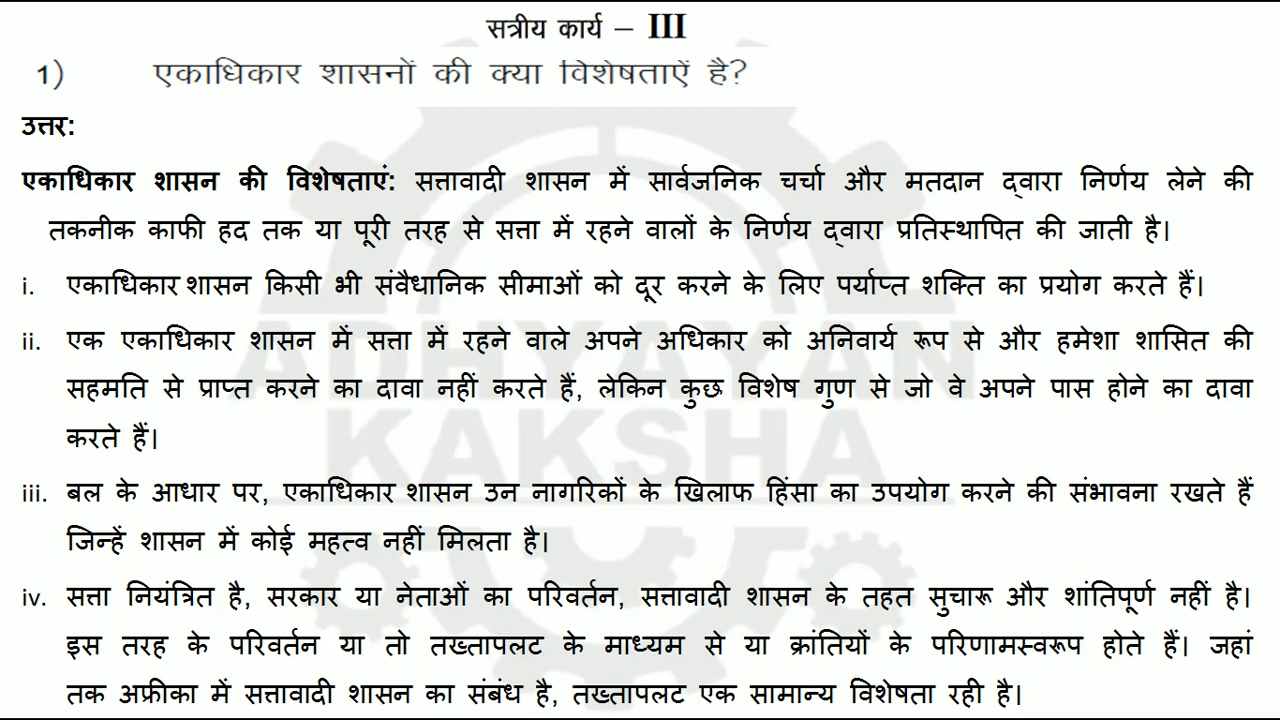 सत्रीय कार्य – III
1) एकाधिकार शासनों की क्या विशेषताऐं है?
उत्तर:
एकाधिकार शासन की विशेषताएं: सत्तावादी शासन में सार्वजनिक चर्चा और मतदान द्वारा निर्णय लेने की
तकनीक काफी हद तक या पूरी तरह से सत्ता में रहने वालों के निर्णय द्वारा प्रतिस्थापित की जाती है।
i. एकाधिकार शासन किसी भी संवैधानिक सीमाओं को दूर करने के लिए पर्याप्त शक्ति का प्रयोग करते हैं।
ii. एक एकाधिकार शासन में सत्ता में रहने वाले अपने अधिकार को अनिवार्य रूप से और हमेशा शासित की
सहमति से प्राप्त करने का दावा नहीं करते हैं, लेकिन कुछ विशेष गुण से जो वे अपने पास होने का दावा
करते हैं।
iii. बल के आधार पर, एकाधिकार शासन उन नागरिकों के खिलाफ हिंसा का उपयोग करने की संभावना रखते हैं
जिन्हें शासन में कोई महत्व नहीं मिलता है।
iv. सत्ता नियंत्रित है, सरकार या नेताओं का परिवर्तन, सत्तावादी शासन के तहत सुचारू और शांतिपूर्ण नहीं है।
इस तरह के परिवर्तन या तो तख्तापलट के माध्यम से या क्रांतियों के परिणामस्वरूप होते हैं। जहां
तक अफ्रीका में सत्तावादी शासन का संबंध है, तख्तापलट एक सामान्य विशेषता रही है।
ADHYAYAN
KAKSHA